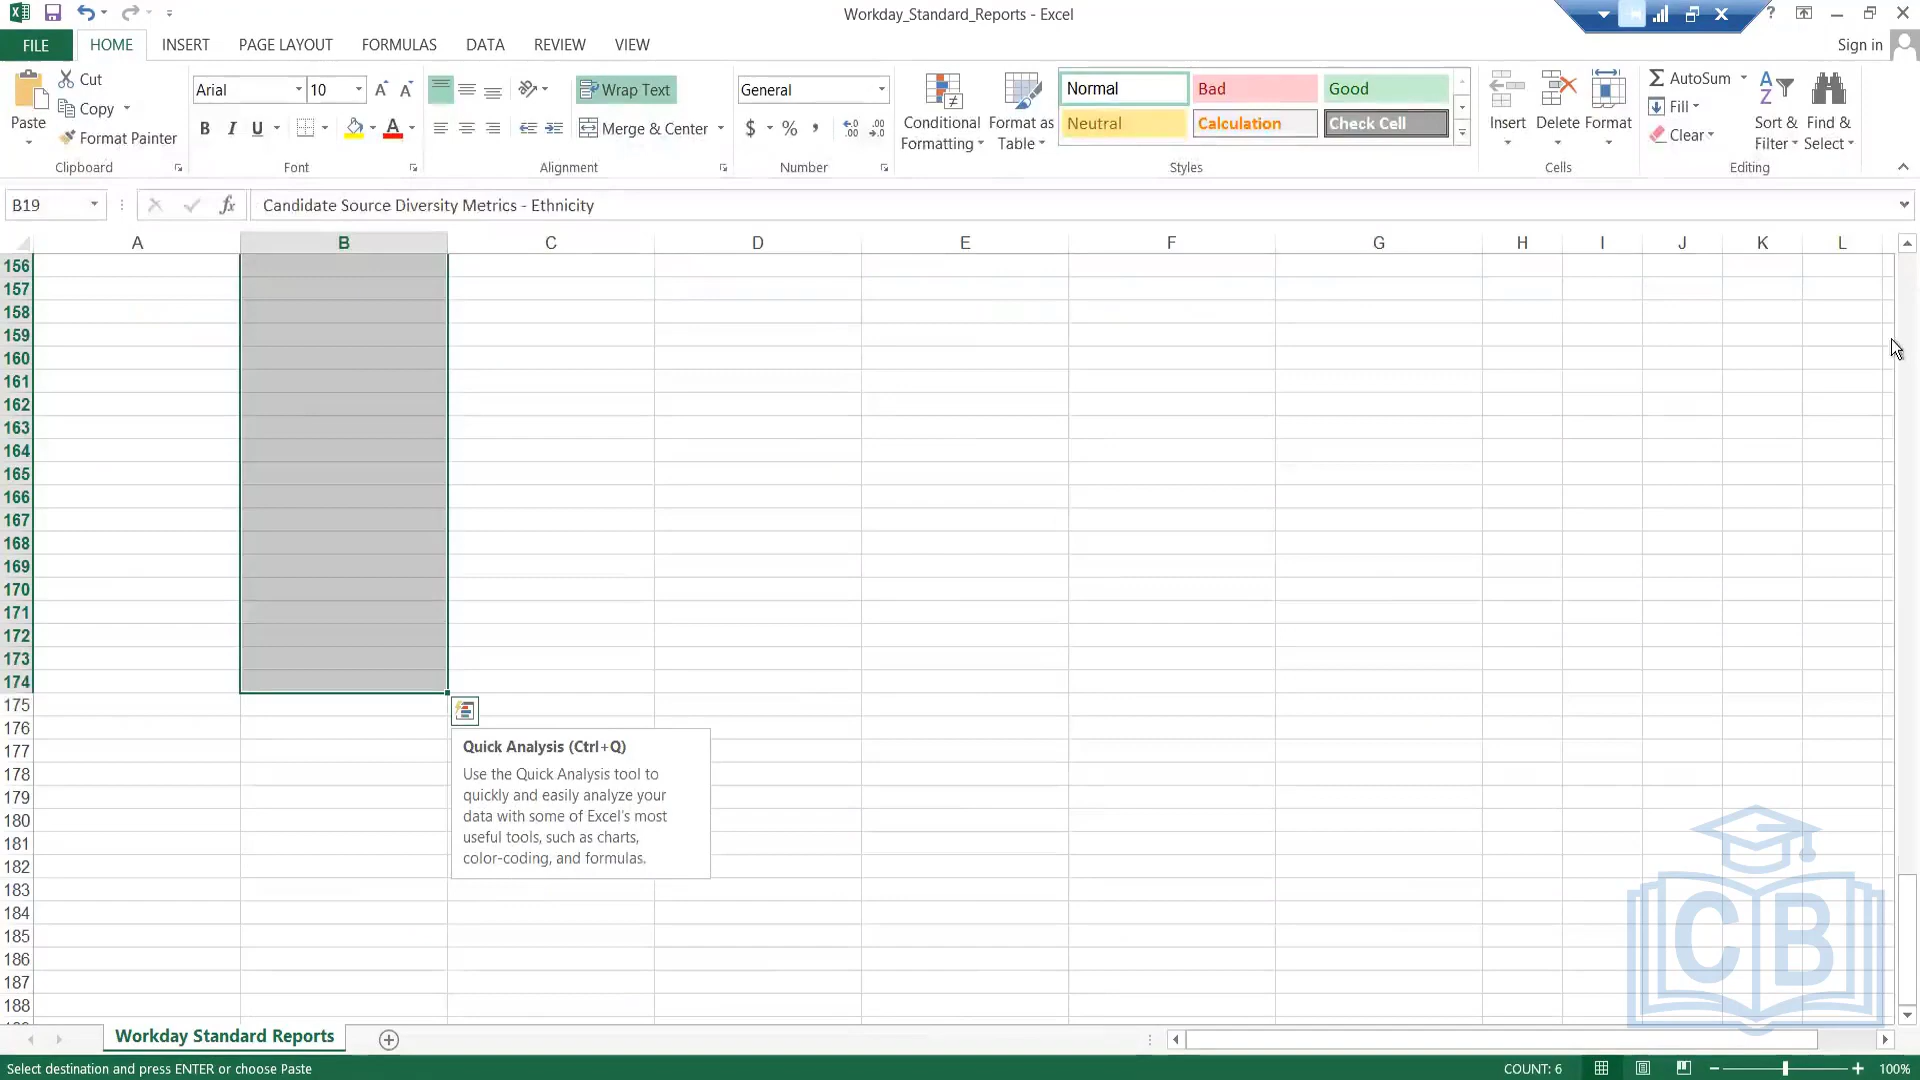 Workday_Standard_Reports - Excel
?
FILE HOME INSERT PAGE LAYOUT FORMULAS DATA REVIEW VIEW
Sign in
Paste
Cut
Copy
Format Painter
Clipboard
Arial 10
B I U
Font
Wrap Text
Merge & Center
Alignment
General
$ % ,
Number
Conditional Formatting
Format as Table
Normal Bad Good
Neutral Calculation Check Cell
Styles
Insert Delete Format
Cells
AutoSum
Fill
Clear
Sort & Filter
Find & Select
Editing
B19
fx
Candidate Source Diversity Metrics - Ethnicity
A B C D E F G H I J K L
156
157
158
159
160
161
162
163
164
165
166
167
168
169
170
171
172
173
174
175
176
177
178
179
180
181
182
183
184
185
186
187
188
Quick Analysis (Ctrl+Q)
Use the Quick Analysis tool to
quickly and easily analyze your
data with some of Excel's most
useful tools, such as charts,
color-coding, and formulas.
CB
Workday Standard Reports
Select destination and press ENTER or choose Paste
COUNT: 6
100%